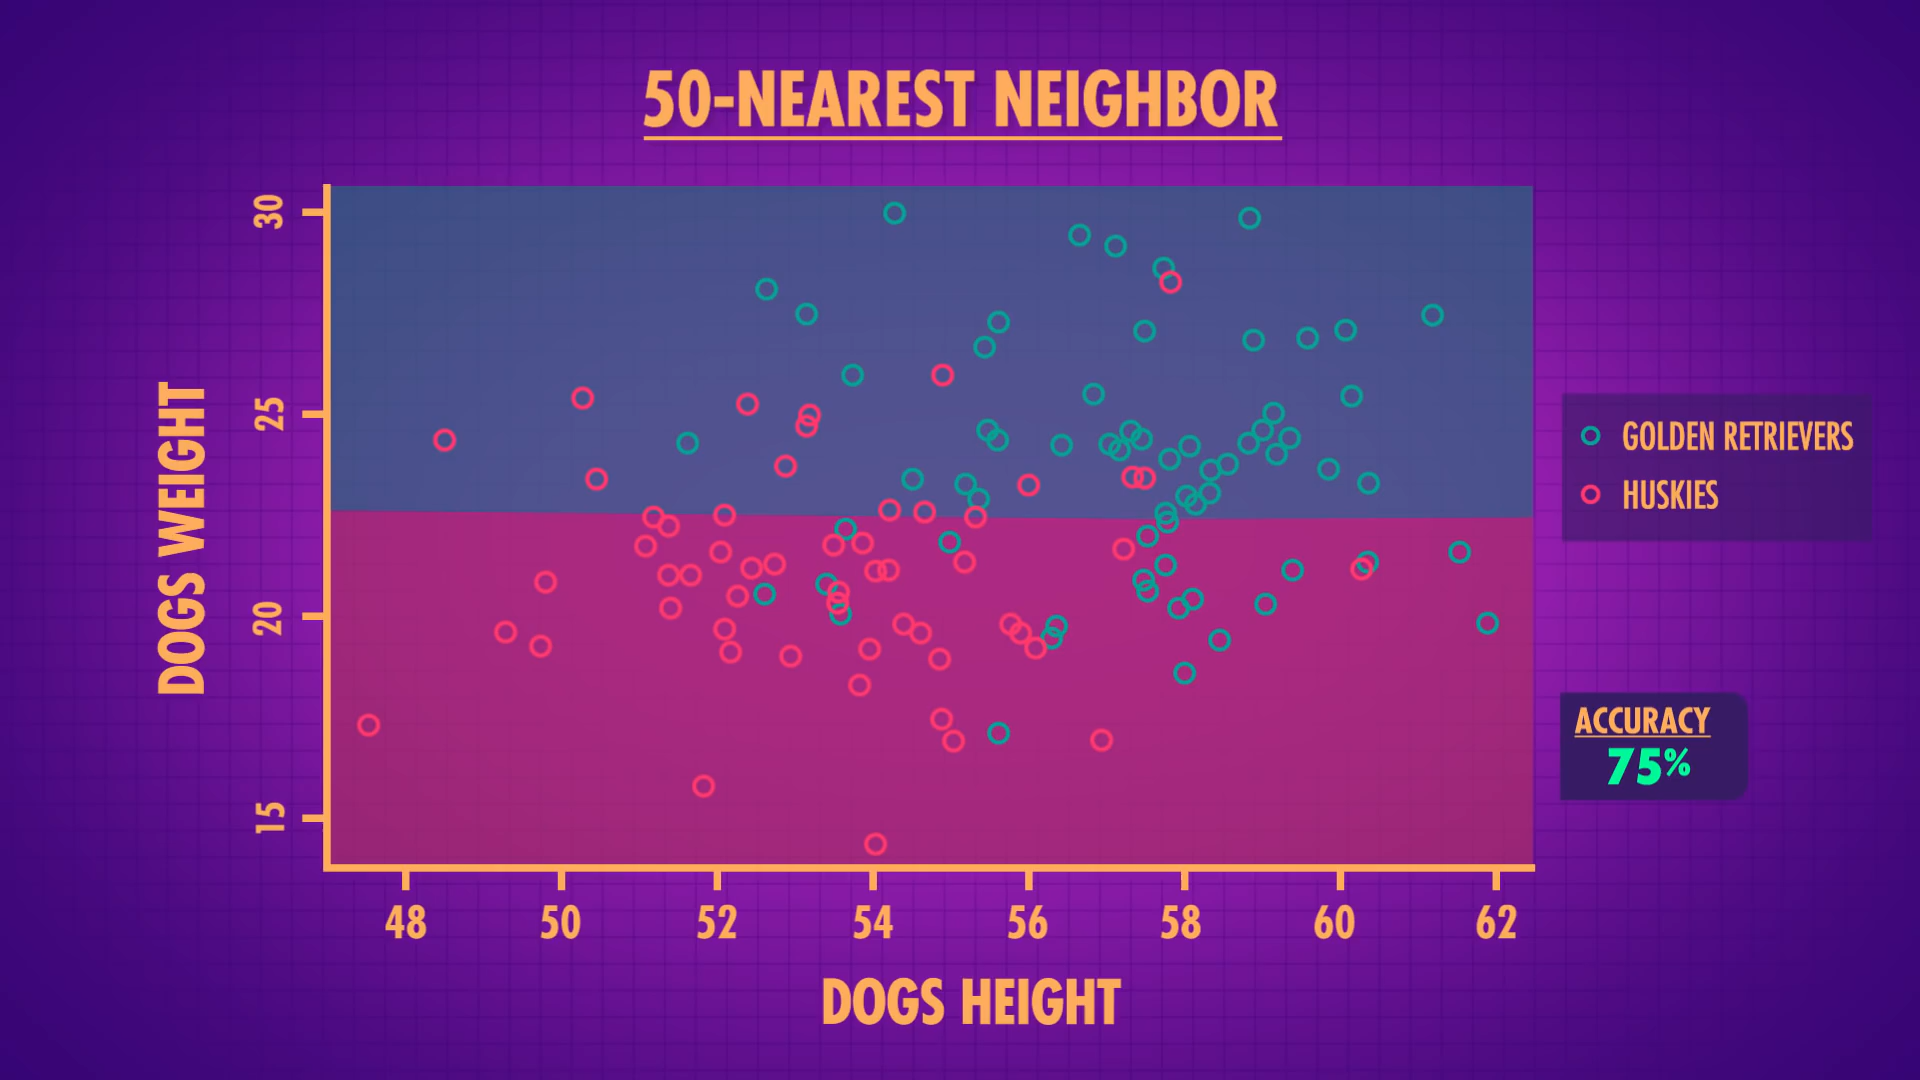 50-NEAREST NEIGHBOR
DOGS WEIGHT
30
25
20
15
48 50 52 54 56 58 60 62
DOGS HEIGHT
GOLDEN RETRIEVERS
HUSKIES
ACCURACY
75%